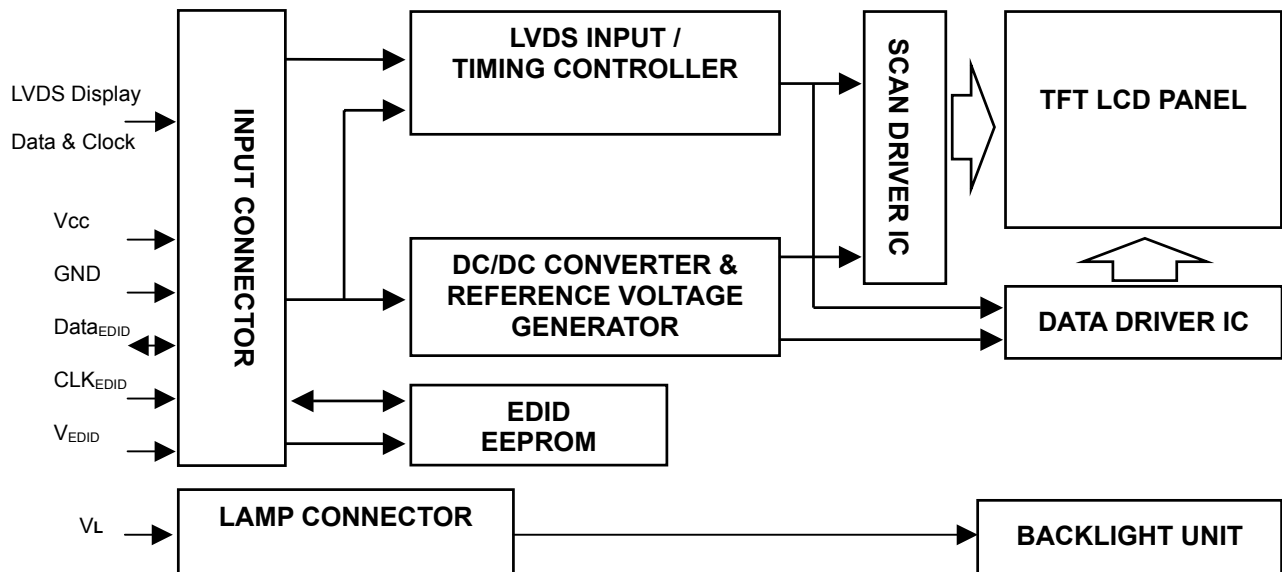 LVDS Display
Data & Clock
Vcc
GND
DataEDID
CLKEDID
VEDID
VL
INPUT CONNECTOR
LVDS INPUT /
TIMING CONTROLLER
DC/DC CONVERTER &
REFERENCE VOLTAGE
GENERATOR
EDID
EEPROM
LAMP CONNECTOR
SCAN DRIVER IC
TFT LCD PANEL
DATA DRIVER IC
BACKLIGHT UNIT